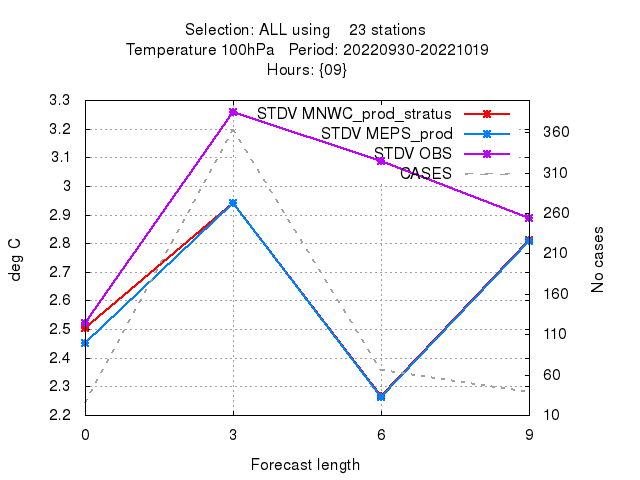 Selection: ALL using    23 stations
Temperature 100hPa   Period: 20220930-20221019
Hours: {09}
STDV MNWC_prod_stratus
STDV MEPS_prod
STDV OBS
CASES
3.3
3.2
3.1
3
2.9
2.8
2.7
2.6
2.5
2.4
2.3
2.2
deg C
360
310
260
210
160
110
60
10
No cases
0 3 6 9
Forecast length